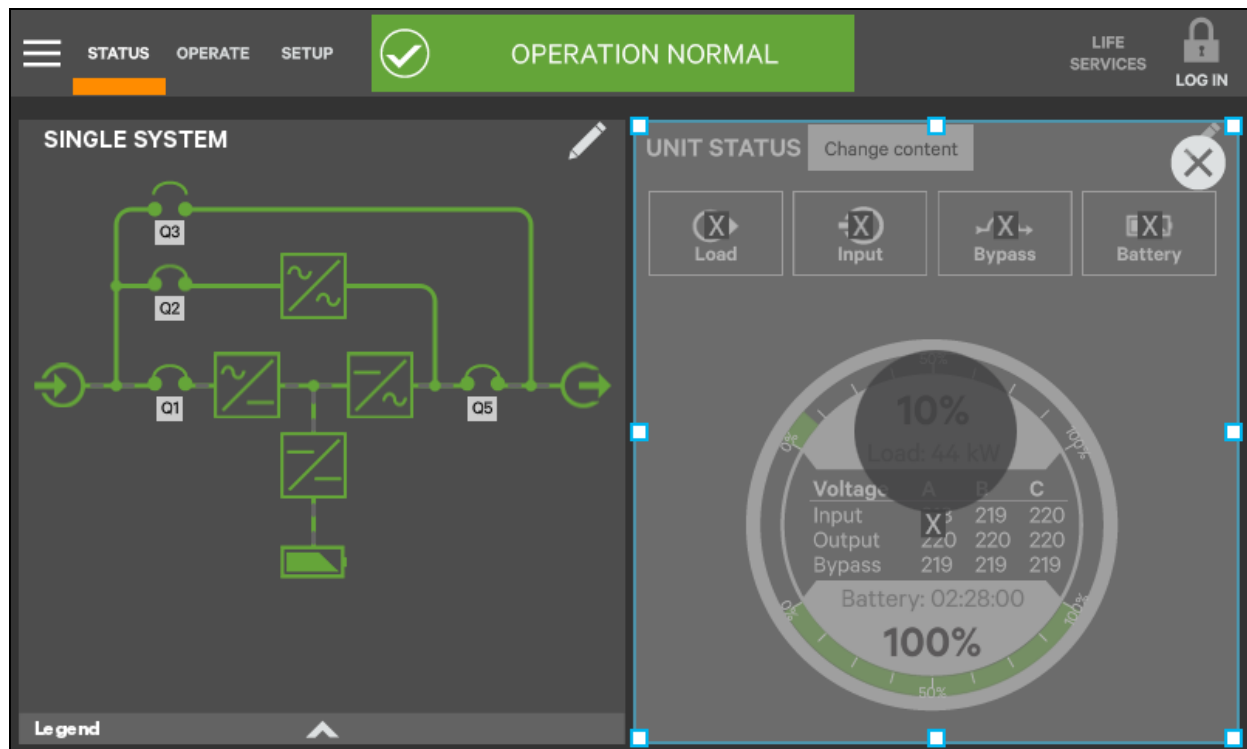 STATUS OPERATE SETUP OPERATION NORMAL LIFE SERVICES LOG IN
SINGLE SYSTEM
Q3
Q2
Q1
Q5
Legend
UNIT STATUS Change content
X X X X
Load Input Bypass Battery
50%
0% 100%
10%
Load: 44 kW
Voltage A B C
Input 219 220
X
Output 220 220 220
Bypass 219 219 219
Battery: 02:28:00
0% 100%
100%
50%